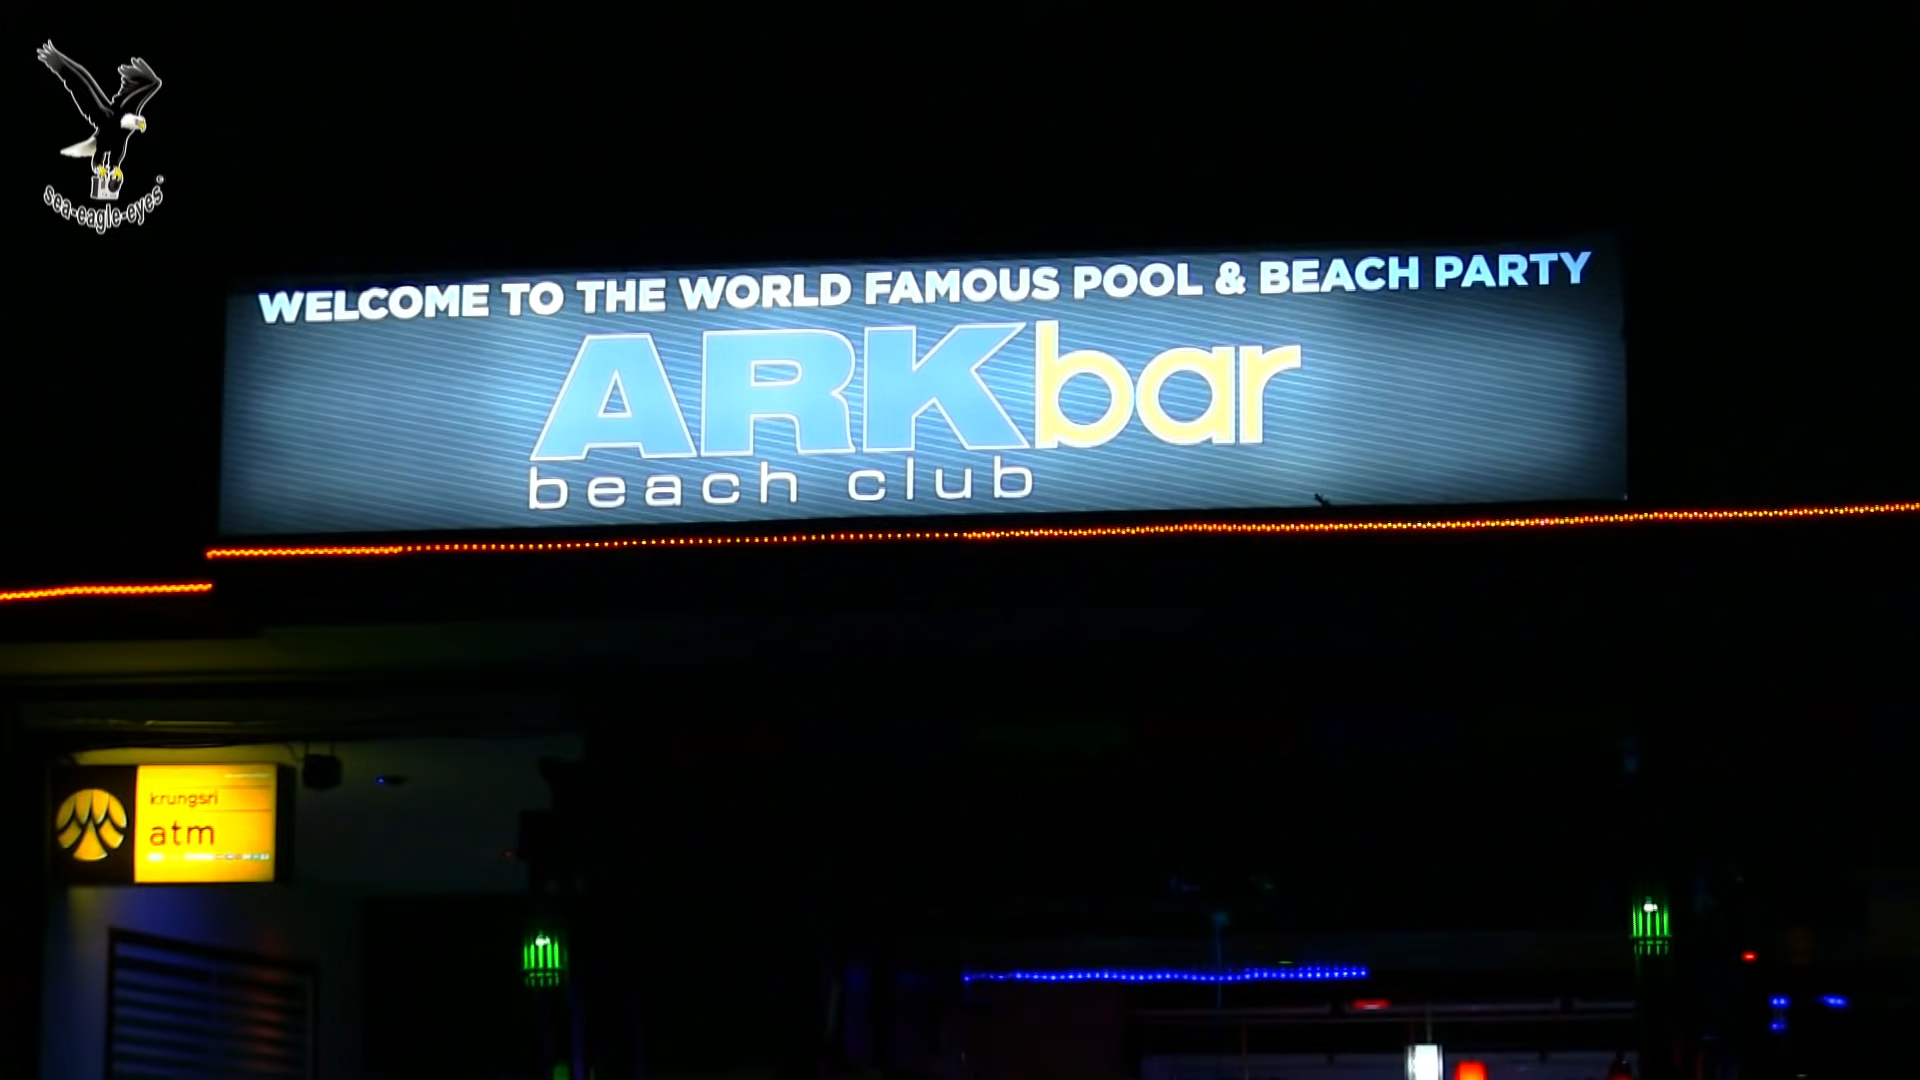 sea-eagle-eyes©
WELCOME TO THE WORLD FAMOUS POOL & BEACH PARTY
ARKbar
beach club
krungsri
atm